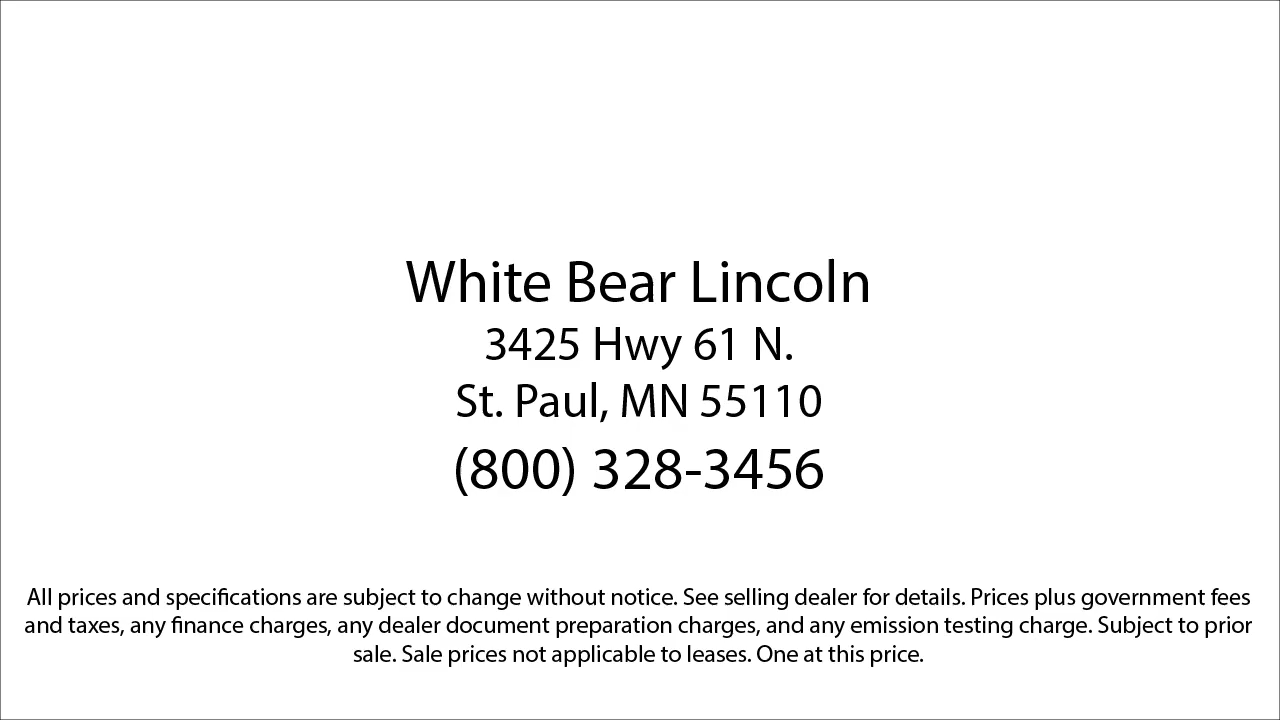 White Bear Lincoln
3425 Hwy 61 N.
St. Paul, MN 55110
(800) 328-3456
All prices and specifications are subject to change without notice. See selling dealer for details. Prices plus government fees
and taxes, any finance charges, any dealer document preparation charges, and any emission testing charge. Subject to prior
sale. Sale prices not applicable to leases. One at this price.